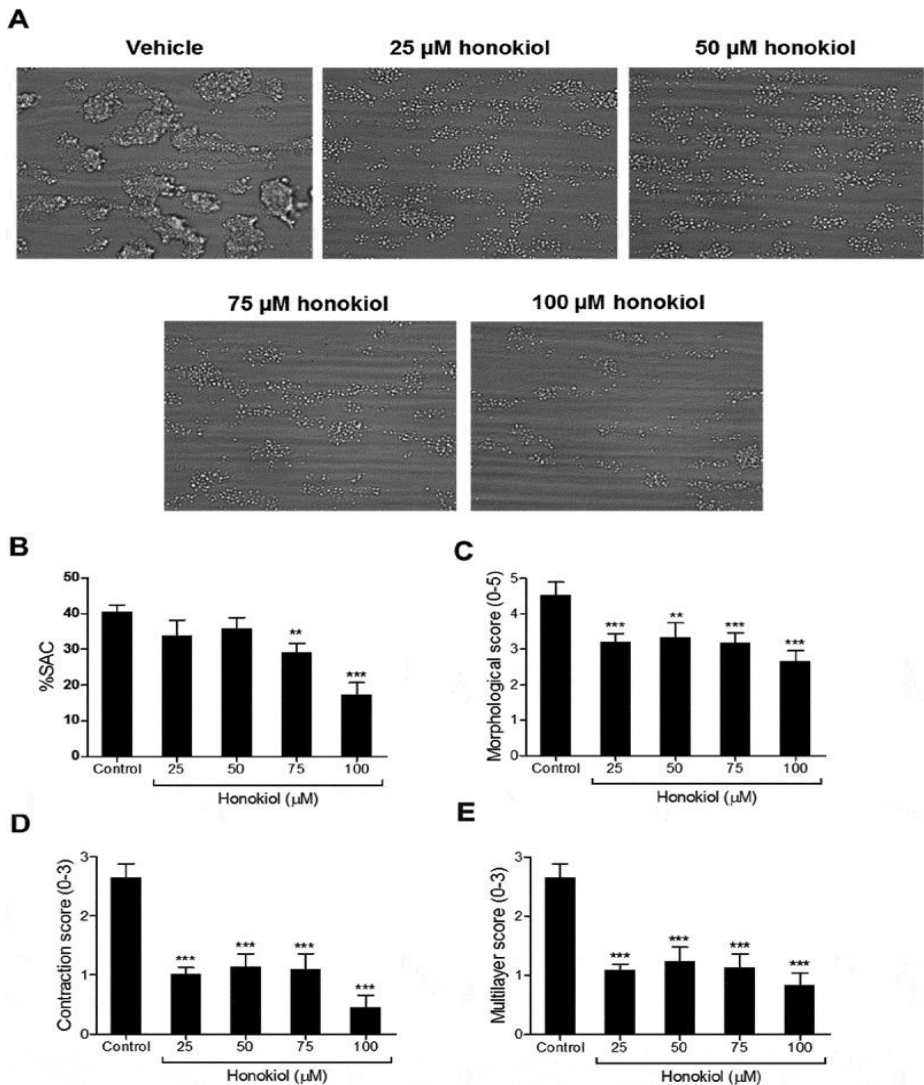 A
Vehicle
25 µM honokiol
50 µM honokiol
75 µM honokiol
100 µM honokiol
B
%SAC
50
40
30
20
10
0
**
***
Control
25
50
75
100
Honokiol (µM)
C
Morphological score (0-5)
5
4
3
2
1
0
***
**
***
***
Control
25
50
75
100
Honokiol (µM)
D
Contraction score (0-3)
3
2
1
0
***
***
***
***
Control
25
50
75
100
Honokiol (µM)
E
Multilayer score (0-3)
3
2
1
0
***
***
***
***
Control
25
50
75
100
Honokiol (µM)